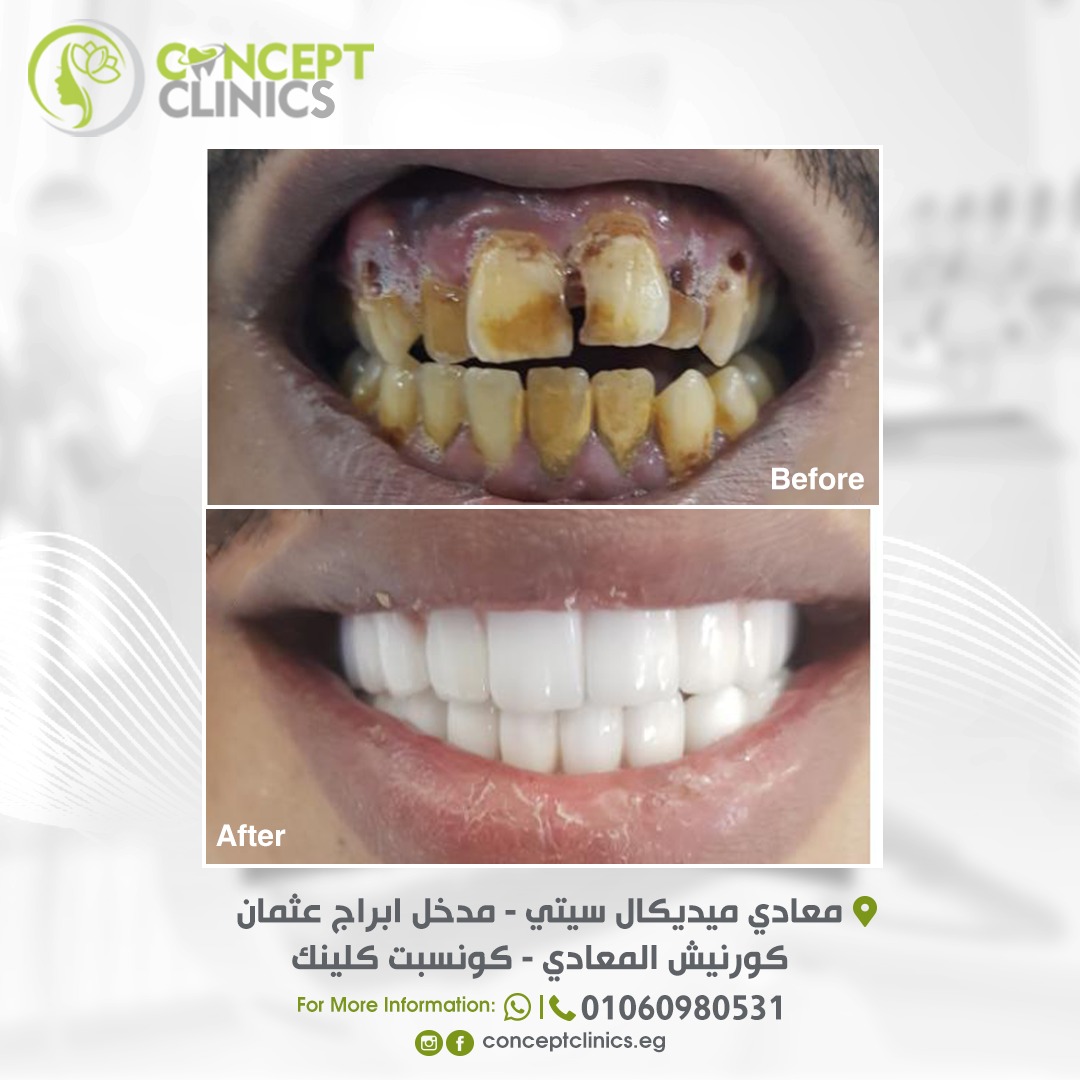 CONCEPT
CLINICS
Before
After
معادي ميديكال سيتي - مدخل ابراج عثمان
كورنيش المعادي - كونسبت كلينك
For More Information: | 01060980531
conceptclinics.eg